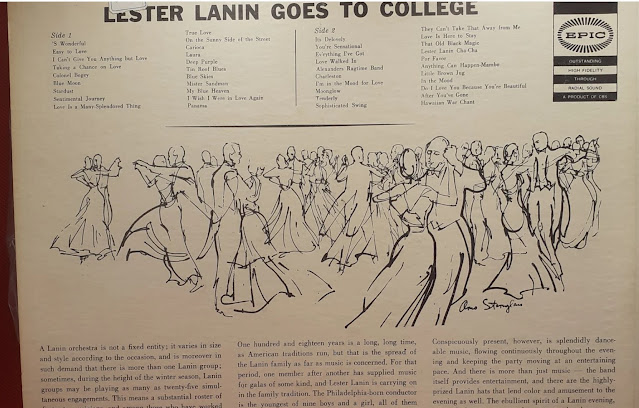 LESTER LANIN GOES TO COLLEGE
Side 1
'S Wonderful
Easy to Love
I Can't Give You Anything but Love
Taking a Chance on Love
Colonel Bogey
Blue Moon
Stardust
Sentimental Journey
Love Is a Many-Splendored Thing
True Love
On the Sunny Side of the Street
Carioca
Laura
Deep Purple
Tin Roof Blues
Blue Skies
Mister Sandman
My Blue Heaven
I Wish I Were in Love Again
Panama
Side 2
It's Delovely
You're Sensational
Everything I've Got
Love Walked In
Alexanders Ragtime Band
Charleston
I'm in the Mood for Love
Moonglow
Tenderly
Sophisticated Swing
They Can't Take That Away from Me
Love Is Here to Stay
That Old Black Magic
Lester Lanin Cha-Cha
Por Favor
Anything Can Happen-Mambo
Little Brown Jug
In the Mood
Do I Love You Because You're Beautiful
After You've Gone
Hawaiian War Chant
EPIC
OUTSTANDING
HIGH FIDELITY
THROUGH
RADIAL SOUND
A PRODUCT OF CBS
A Lanin orchestra is not a fixed entity; it varies in
size and style according to the occasion, and is moreover in
such demand that there is more than one Lanin group;
sometimes, during the height of the winter season, Lanin
groups may be playing as many as twenty-five simul-
taneous engagements. This means a substantial roster of
One hundred and eighteen years is a long, long time,
as American traditions run, but that is the spread of
the Lanin family as far as music is concerned. For that
period, one member after another has supplied music
for galas of some kind, and Lester Lanin is carrying on
in the family tradition. The Philadelphia-born conductor
is the youngest of nine boys and a girl, all of them
Conspicuously present, however, is splendidly dance-
able music, flowing continuously throughout the even-
ing and keeping the party moving at an entertaining
pace. And there is more than just music — the band
itself provides entertainment, and there are the highly-
prized Lanin hats that lend color and amusement to the
evening as well. The ebullient spirit of a Lanin evening,